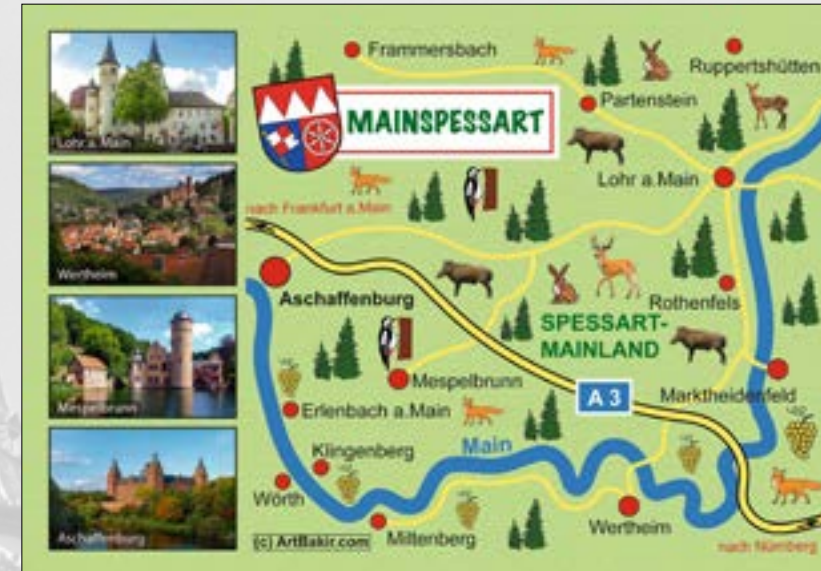 Lohr a. Main
Wertheim
Mespelbrunn
Aschaffenburg
Frammersbach
Ruppertshütten
Partenstein
MAINSPESSART
Lohr a.Main
nach Frankfurt a.Main
Aschaffenburg
Rothenfels
SPESSART-
MAINLAND
Mespelbrunn
A 3
Marktheidenfeld
Erlenbach a.Main
Main
Klingenberg
Wörth
Wertheim
(c) ArtBakir.com
Miltenberg
nach Nürnberg